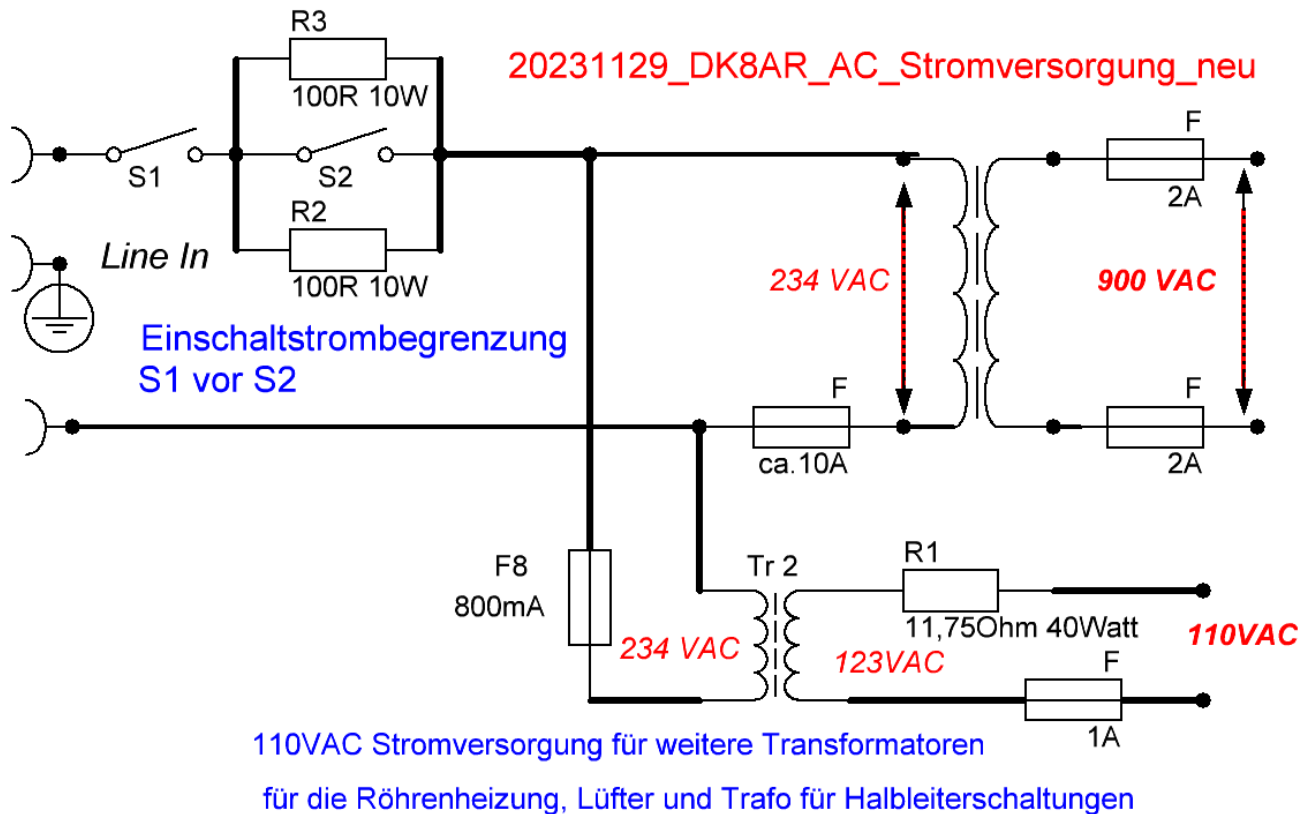 R3
100R 10W
20231129_DK8AR_AC_Stromversorgung_neu
S1
S2
R2
100R 10W
Line In
Einschaltstrombegrenzung
S1 vor S2
234 VAC
900 VAC
F
2A
F
ca.10A
F
2A
F8
800mA
Tr 2
R1
11,75Ohm 40Watt
110VAC
234 VAC
123VAC
F
1A
110VAC Stromversorgung für weitere Transformatoren
für die Röhrenheizung, Lüfter und Trafo für Halbleiterschaltungen